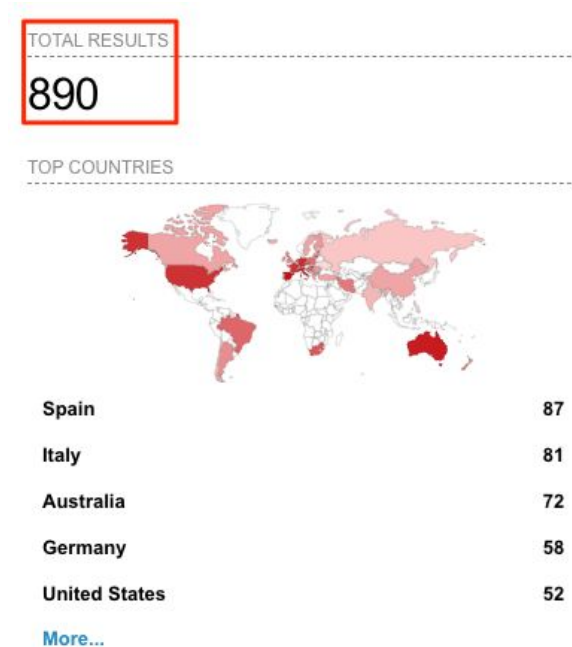 TOTAL RESULTS
890
TOP COUNTRIES
Spain 87
Italy 81
Australia 72
Germany 58
United States 52
More...